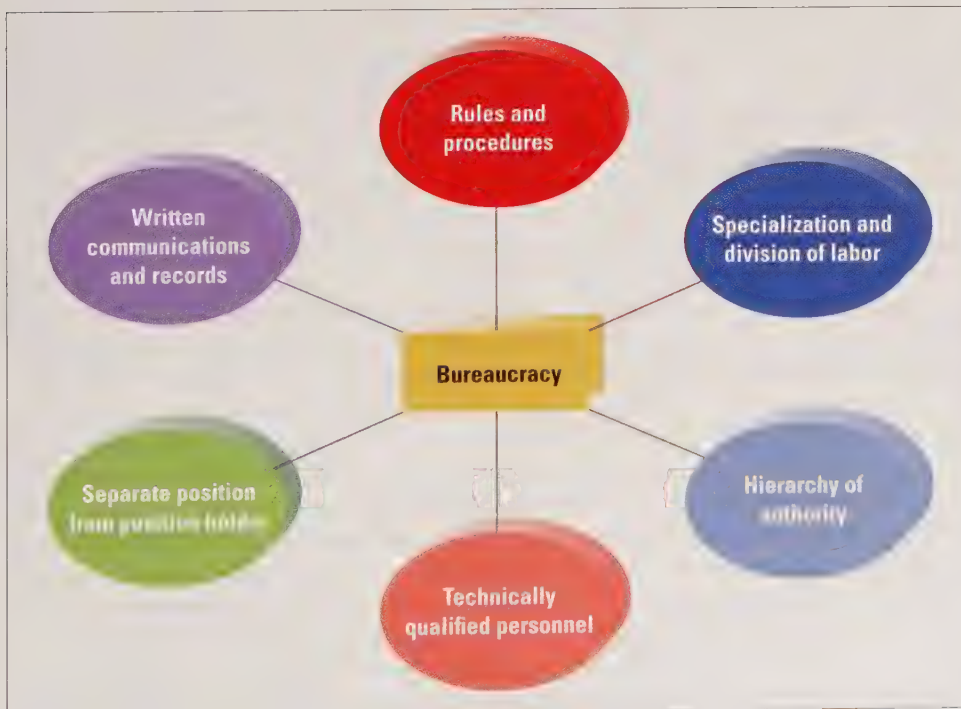 Rules and
procedures
Written
communications
and records
Specialization and
division of labor
Bureaucracy
Separate position
from position holder
Hierarchy of
authority
Technically
qualified personnel